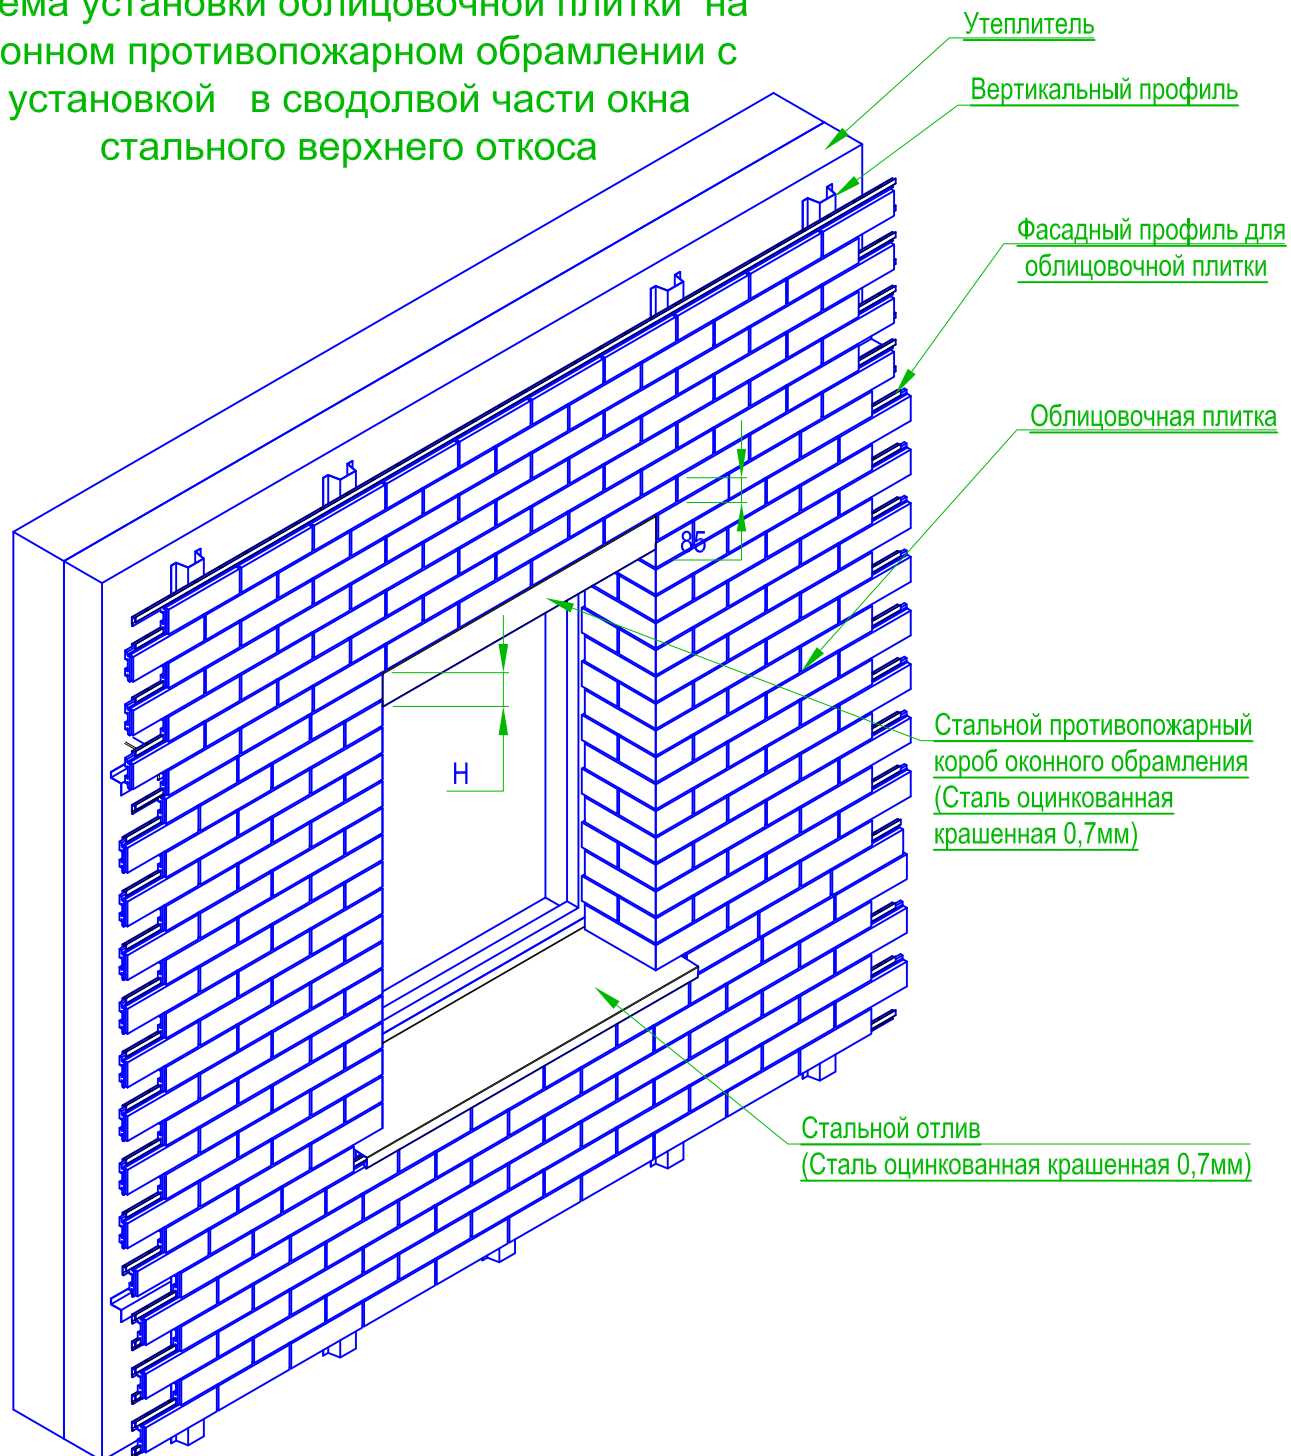 ема установки облицовочной плитки на
онном противопожарном обрамлении с
установкой в сводолвой части окна
стального верхнего откоса
Утеплитель
Вертикальный профиль
Фасадный профиль для
облицовочной плитки
Облицовочная плитка
85
Стальной противопожарный
короб оконного обрамления
(Сталь оцинкованная
крашенная 0,7мм)
Н
Стальной отлив
(Сталь оцинкованная крашенная 0,7мм)